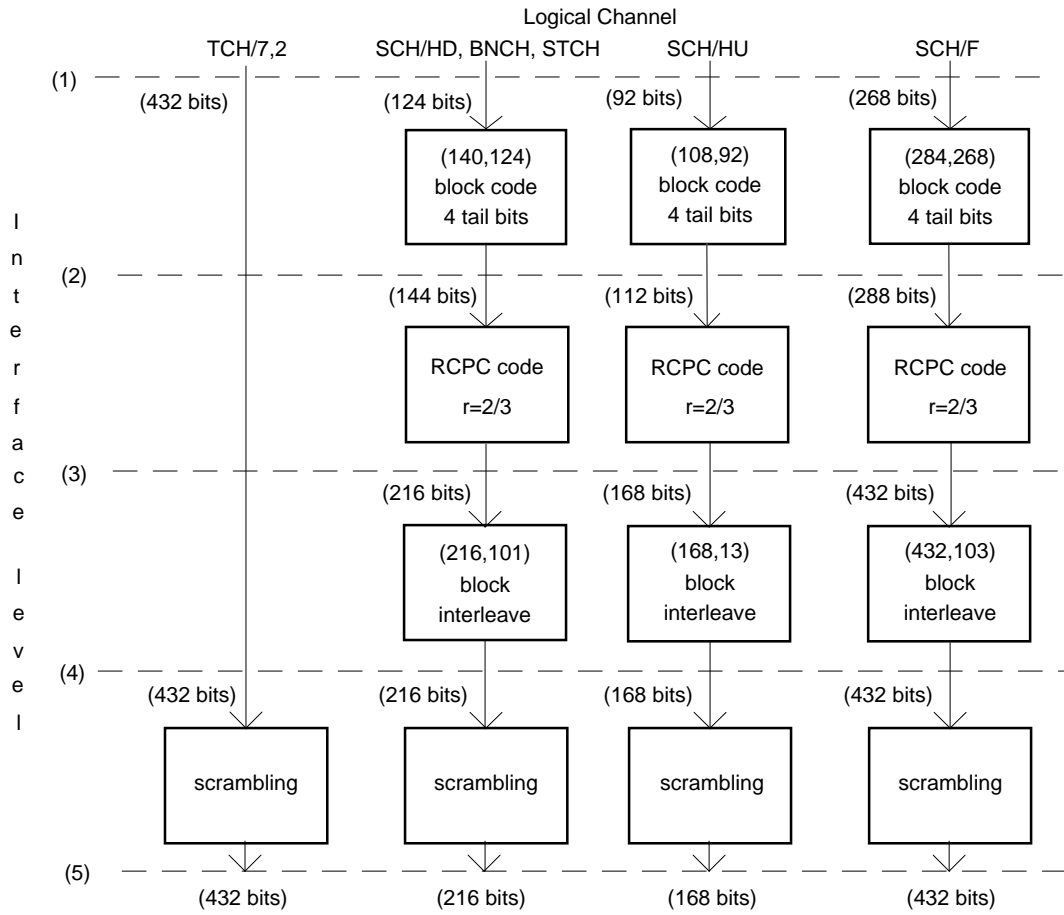 Logical Channel
TCH/7,2 SCH/HD, BNCH, STCH SCH/HU SCH/F
(1)
(432 bits) (124 bits) (92 bits) (268 bits)
(140,124) (108,92) (284,268)
block code block code block code
4 tail bits 4 tail bits 4 tail bits
Interface level
(2)
(144 bits) (112 bits) (288 bits)
RCPC code RCPC code RCPC code
r=2/3 r=2/3 r=2/3
(3)
(216 bits) (168 bits) (432 bits)
(216,101) (168,13) (432,103)
block block block
interleave interleave interleave
(4)
(432 bits) (216 bits) (168 bits) (432 bits)
scrambling scrambling scrambling scrambling
(5)
(432 bits) (216 bits) (168 bits) (432 bits)